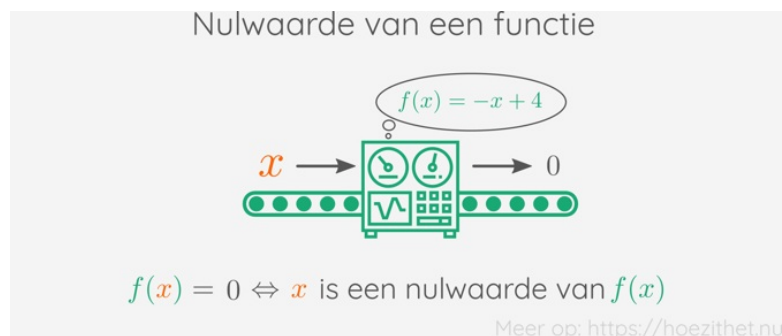 Nulwaarde van een functie
f(x) = −x + 4
x 0
f(x) = 0 ⇔ x is een nulwaarde van f(x)
Meer op: https://hoezithet.nu